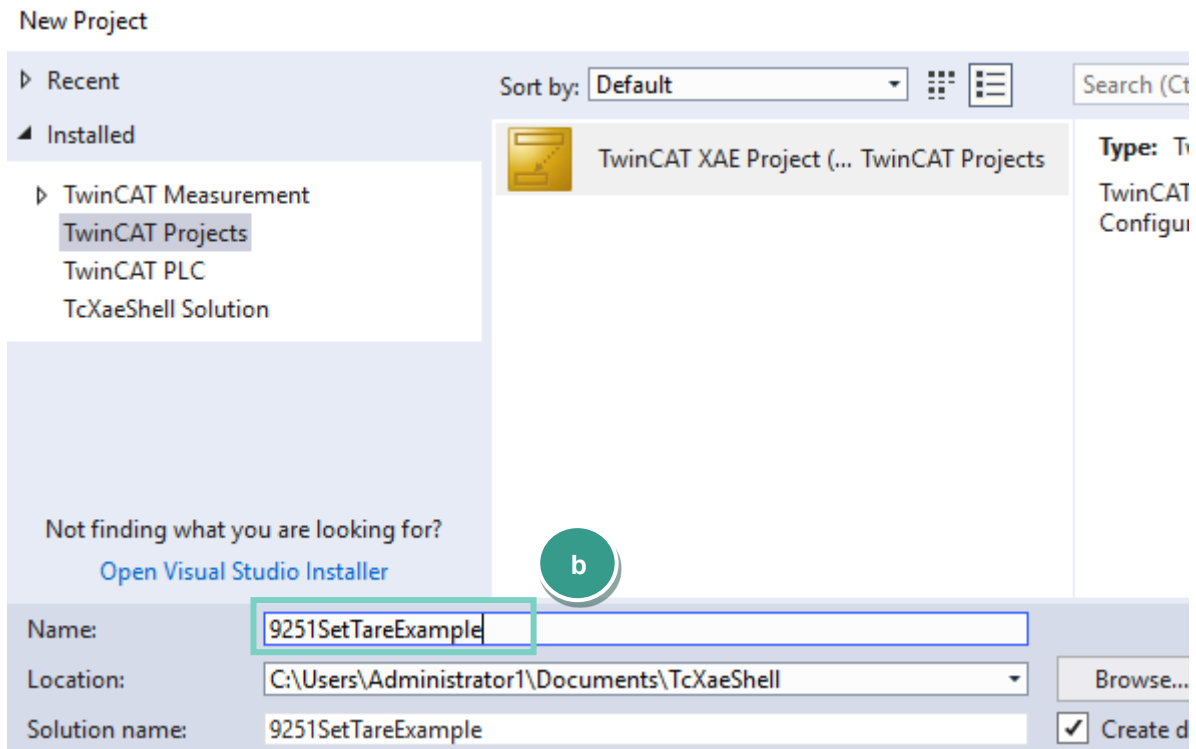 New Project
Recent
Installed
TwinCAT Measurement
TwinCAT Projects
TwinCAT PLC
TcXaeShell Solution
Not finding what you are looking for?
Open Visual Studio Installer
Sort by: Default
Search (Ct
TwinCAT XAE Project (... TwinCAT Projects
Type: Tw
TwinCAT
Configur
b
Name: 9251SetTareExample
Location: C:\Users\Administrator1\Documents\TcXaeShell
Browse...
Solution name: 9251SetTareExample
Create d